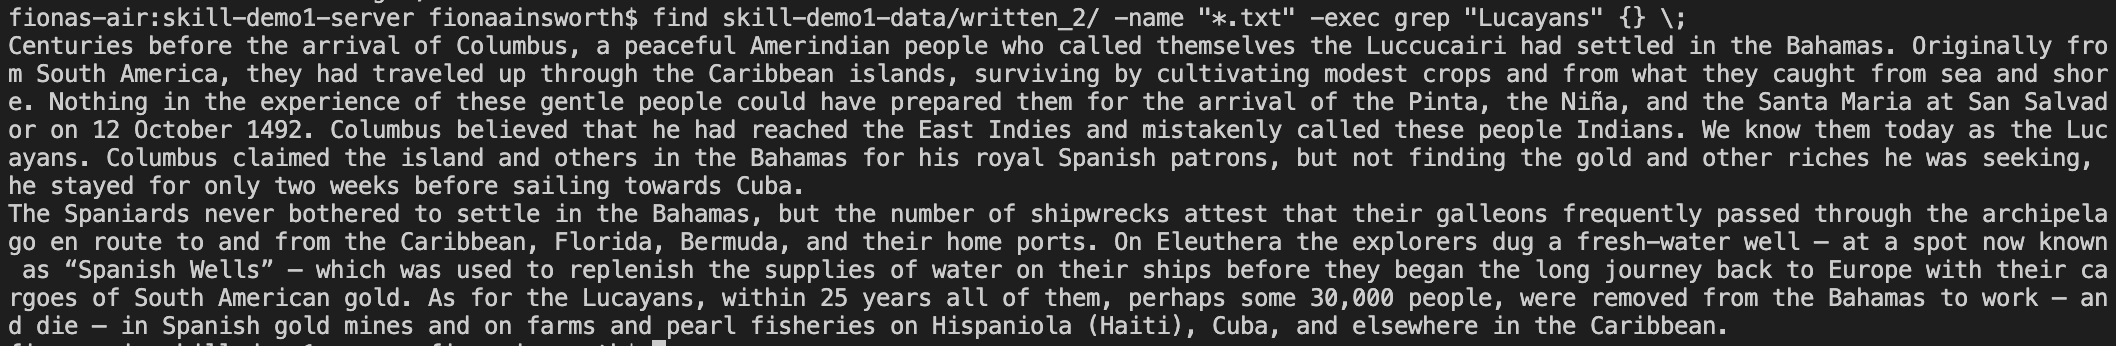 fionas-air:skill-demo1-server fionaainsworth$ find skill-demo1-data/written_2/ -name "*.txt" -exec grep "Lucayans" {} \;
Centuries before the arrival of Columbus, a peaceful Amerindian people who called themselves the Luccucairi had settled in the Bahamas. Originally fro
m South America, they had traveled up through the Caribbean islands, surviving by cultivating modest crops and from what they caught from sea and shor
e. Nothing in the experience of these gentle people could have prepared them for the arrival of the Pinta, the Niña, and the Santa Maria at San Salvad
or on 12 October 1492. Columbus believed that he had reached the East Indies and mistakenly called these people Indians. We know them today as the Luc
ayans. Columbus claimed the island and others in the Bahamas for his royal Spanish patrons, but not finding the gold and other riches he was seeking,
he stayed for only two weeks before sailing towards Cuba.
The Spaniards never bothered to settle in the Bahamas, but the number of shipwrecks attest that their galleons frequently passed through the archipela
go en route to and from the Caribbean, Florida, Bermuda, and their home ports. On Eleuthera the explorers dug a fresh-water well — at a spot now known
 as “Spanish Wells” — which was used to replenish the supplies of water on their ships before they began the long journey back to Europe with their ca
rgoes of South American gold. As for the Lucayans, within 25 years all of them, perhaps some 30,000 people, were removed from the Bahamas to work — an
d die — in Spanish gold mines and on farms and pearl fisheries on Hispaniola (Haiti), Cuba, and elsewhere in the Caribbean.